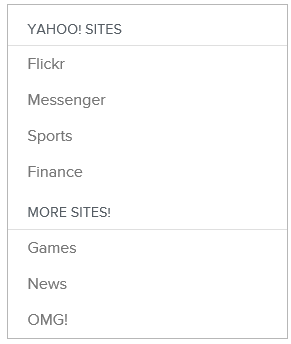 YAHOO! SITES
Flickr
Messenger
Sports
Finance
MORE SITES!
Games
News
OMG!